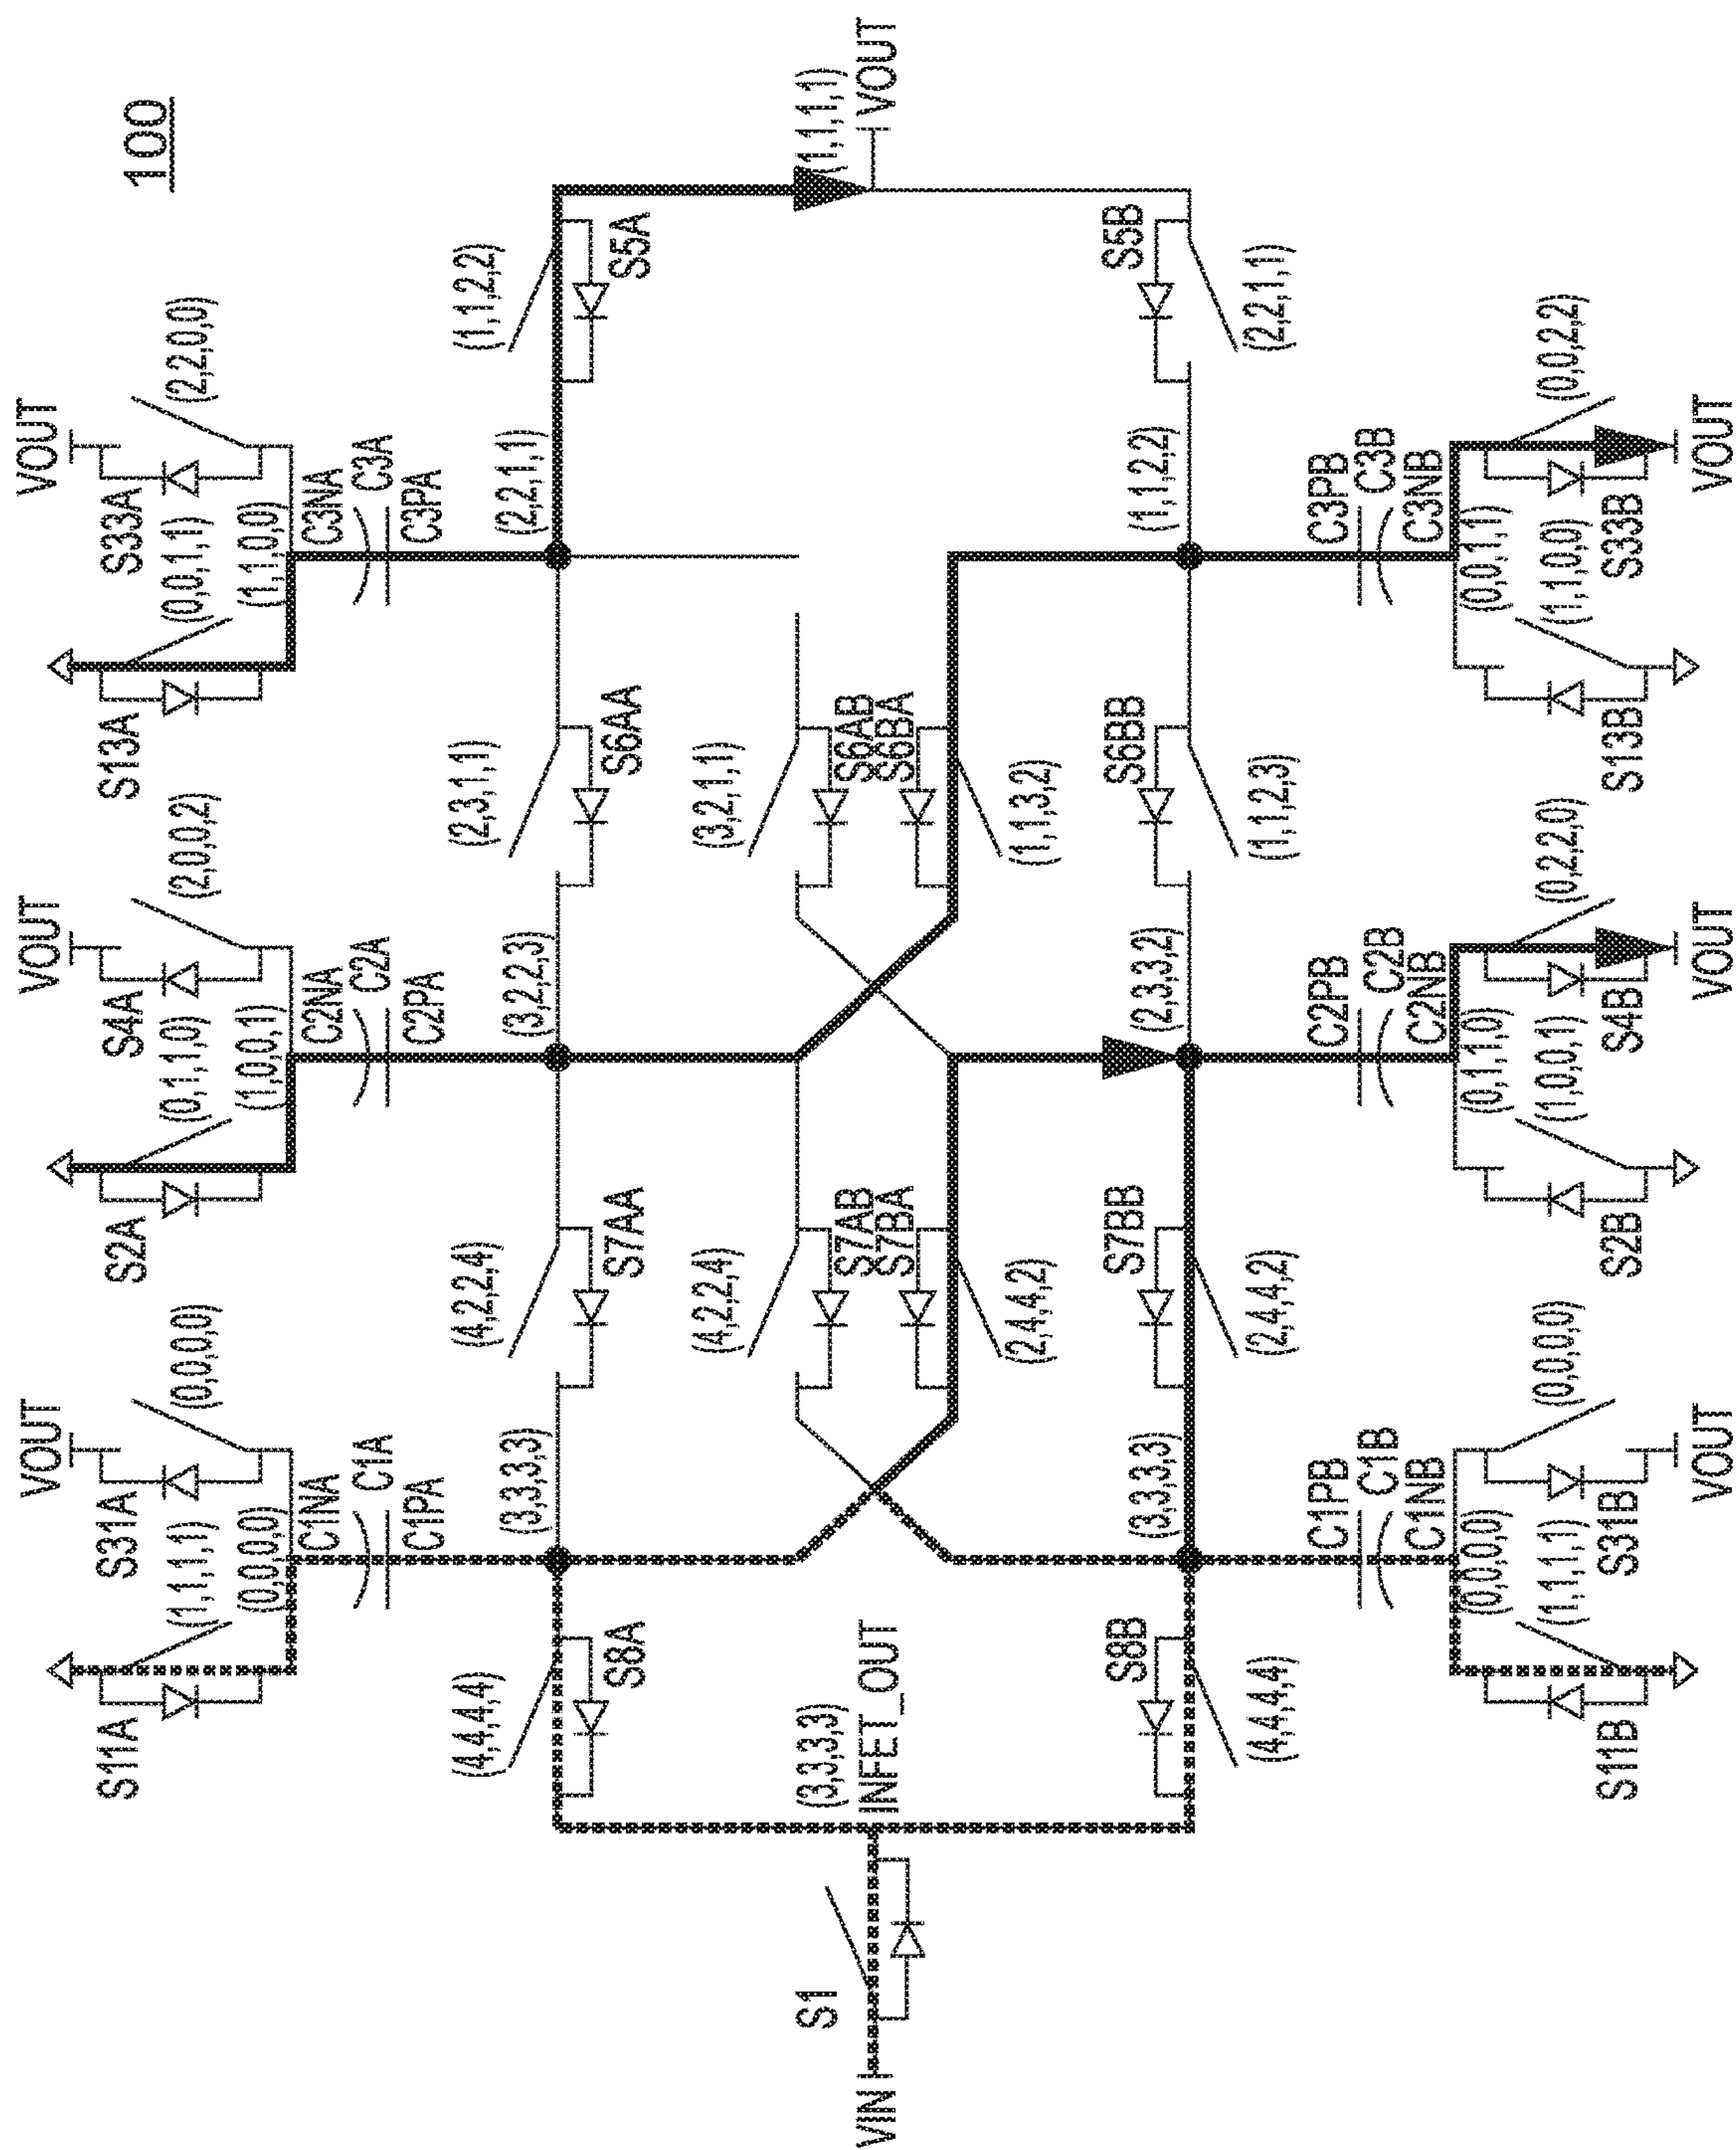 100
VOUT VOUT VOUT
S11A S31A S2A S4A S13A S33A
(1,1,1,1) (0,0,0,0) (0,1,1,0) (2,0,0,2) (0,0,1,1) (2,2,0,0)
(0,0,0,0) (1,0,0,1) (1,1,0,0)
C1NA C2NA C3NA
C1A C2A C3A
C1PA C2PA C3PA
(4,4,4,4) (4,2,2,4) (2,3,1,1) (1,1,2,2)
(3,3,3,3) (3,2,2,3) (2,2,1,1)
S8A S7AA S6AA S5A
(4,2,2,4) (3,2,1,1)
S1 (3,3,3,3) (1,1,1,1)
VIN INFET_OUT S7AB S6AB VOUT
S7BA S6BA
(2,4,4,2) (1,1,3,2)
S8B S7BB S6BB S5B
(3,3,3,3) (2,3,3,2) (1,1,2,2)
(4,4,4,4) (2,4,4,2) (1,1,2,3) (2,2,1,1)
C1PB C2PB C3PB
C1B C2B C3B
C1NB C2NB C3NB
(0,0,0,0) (0,1,1,0) (0,0,1,1)
(1,1,1,1) (0,0,0,0) (1,0,0,1) (0,2,2,0) (1,1,0,0) (0,0,2,2)
S11B S31B S2B S4B S13B S33B
VOUT VOUT VOUT